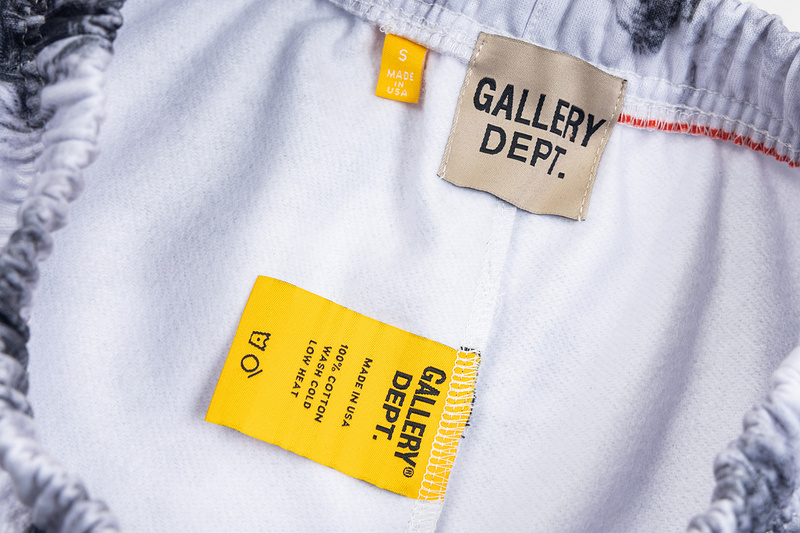 S
MADE
IN
USA
GALLERY
DEPT.
GALLERY®
DEPT.
MADE IN USA
100% COTTON
WASH COLD
LOW HEAT